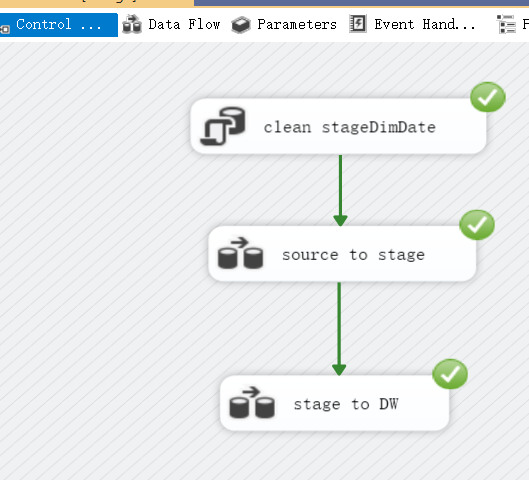 Control ... Data Flow Parameters Event Hand...
clean stageDimDate
source to stage
stage to DW